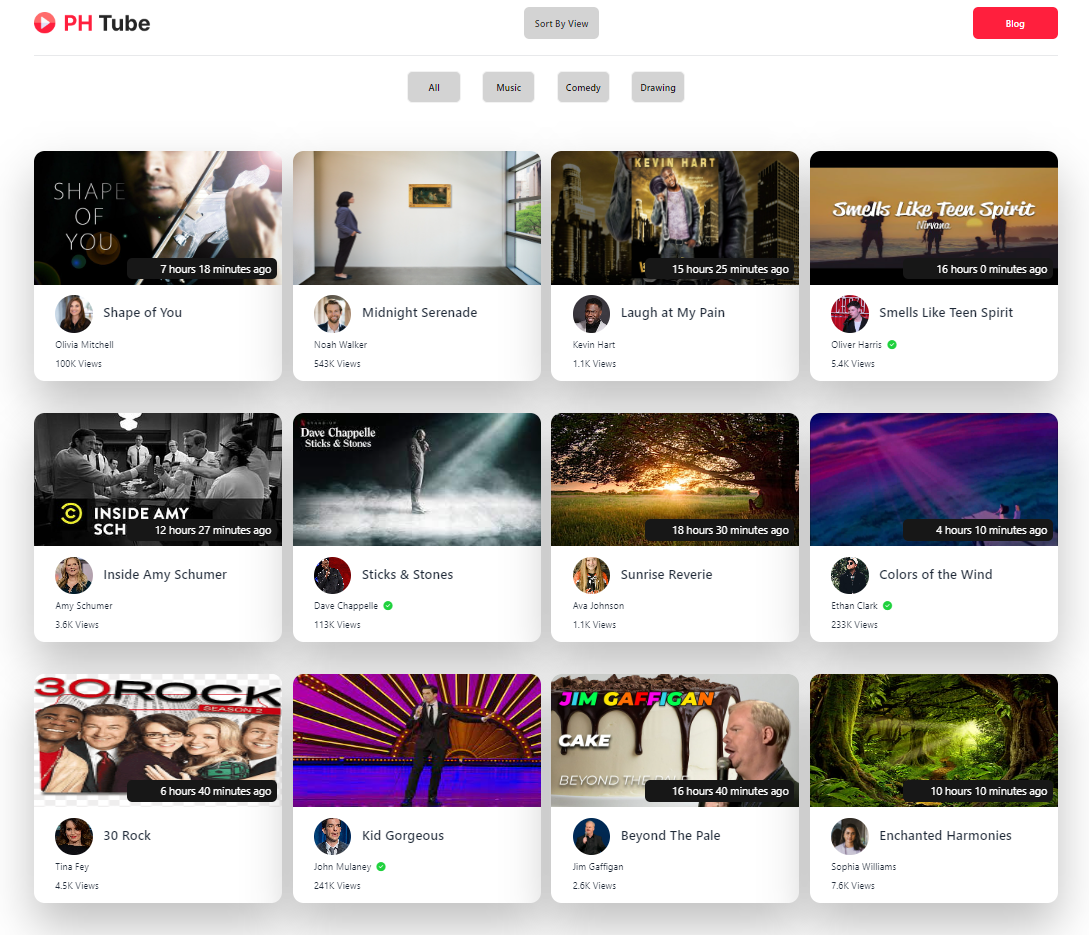 PH Tube
Sort By View
Blog
All
Music
Comedy
Drawing
SHAPE
OF
YOU
7 hours 18 minutes ago
KEVIN HART
15 hours 25 minutes ago
Smells Like Teen Spirit
Nirvana
16 hours 0 minutes ago
Shape of You
Olivia Mitchell
100K Views
Midnight Serenade
Noah Walker
543K Views
Laugh at My Pain
Kevin Hart
1.1K Views
Smells Like Teen Spirit
Oliver Harris
5.4K Views
INSIDE AMY
SCH
12 hours 27 minutes ago
Dave Chappelle
Sticks & Stones
18 hours 30 minutes ago
4 hours 10 minutes ago
Inside Amy Schumer
Amy Schumer
3.6K Views
Sticks & Stones
Dave Chappelle
113K Views
Sunrise Reverie
Ava Johnson
1.1K Views
Colors of the Wind
Ethan Clark
233K Views
30 ROCK
SEASON 2
6 hours 40 minutes ago
JIM GAFFIGAN
CAKE
BEYOND THE PALE
16 hours 40 minutes ago
10 hours 10 minutes ago
30 Rock
Tina Fey
4.5K Views
Kid Gorgeous
John Mulaney
241K Views
Beyond The Pale
Jim Gaffigan
2.6K Views
Enchanted Harmonies
Sophia Williams
7.6K Views